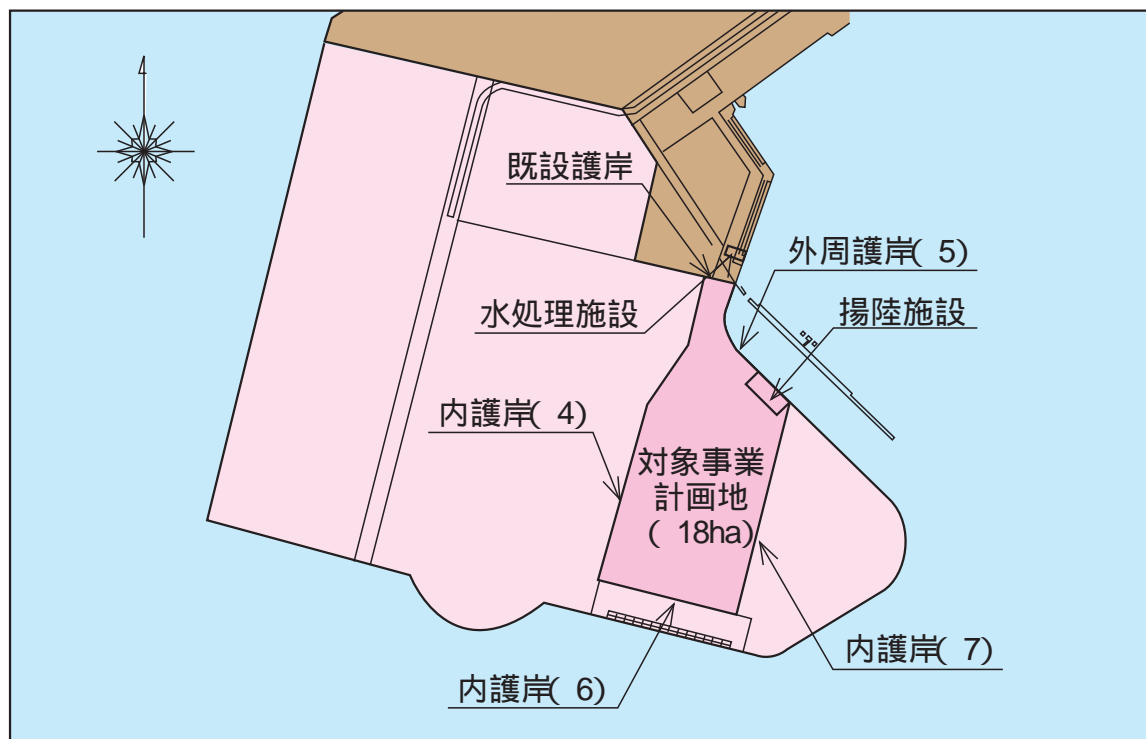 既設護岸
外周護岸( 5)
水処理施設
揚陸施設
内護岸( 4)
対象事業
計画地
( 18ha)
内護岸( 7)
内護岸( 6)